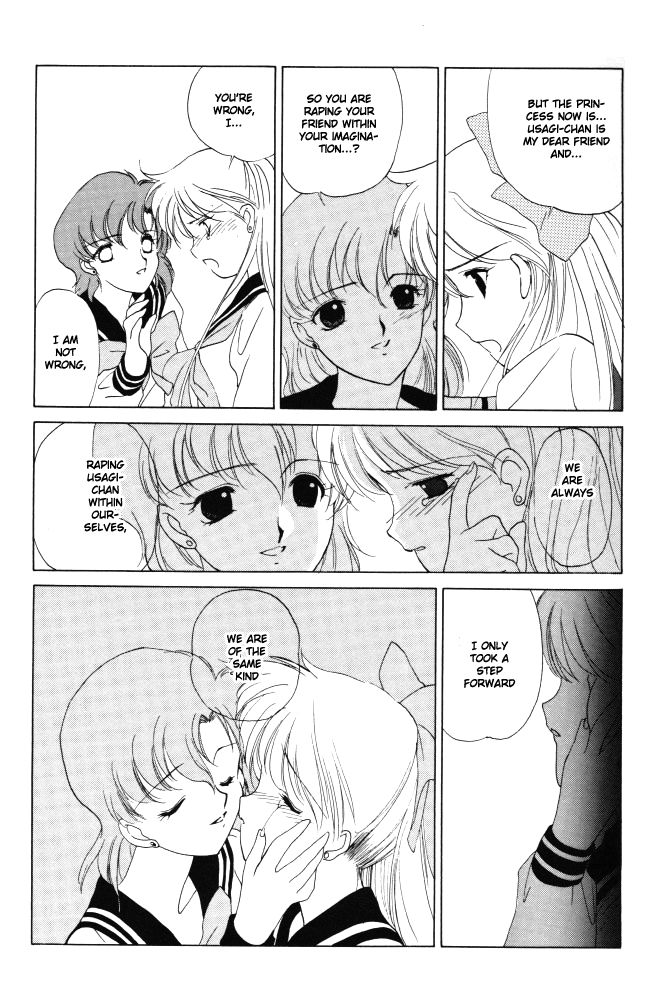 BUT THE PRIN-
CESS NOW IS...
USAGI-CHAN IS
MY DEAR FRIEND
AND...
SO YOU ARE
RAPING YOUR
FRIEND WITHIN
YOUR IMAGINA-
TION...?
YOU'RE
WRONG,
I...
I AM
NOT
WRONG,
WE
ARE
ALWAYS
RAPING
USAGI-
CHAN
WITHIN
OUR-
SELVES,
I ONLY
TOOK A
STEP
FORWARD
WE ARE
OF THE
SAME
KIND